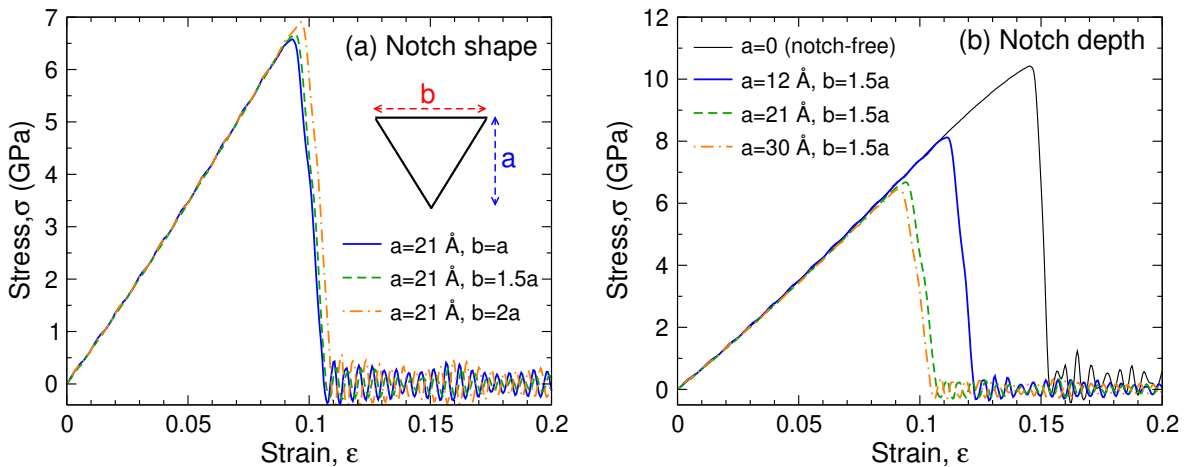 (a) Notch shape
b
a
a=21 Å, b=a
a=21 Å, b=1.5a
a=21 Å, b=2a
7
6
5
4
3
2
1
0
Stress,σ (GPa)
0
0.05
0.1
0.15
0.2
Strain, ε
(b) Notch depth
a=0 (notch-free)
a=12 Å, b=1.5a
a=21 Å, b=1.5a
a=30 Å, b=1.5a
12
10
8
6
4
2
0
Stress,σ (GPa)
0
0.05
0.1
0.15
0.2
Strain, ε